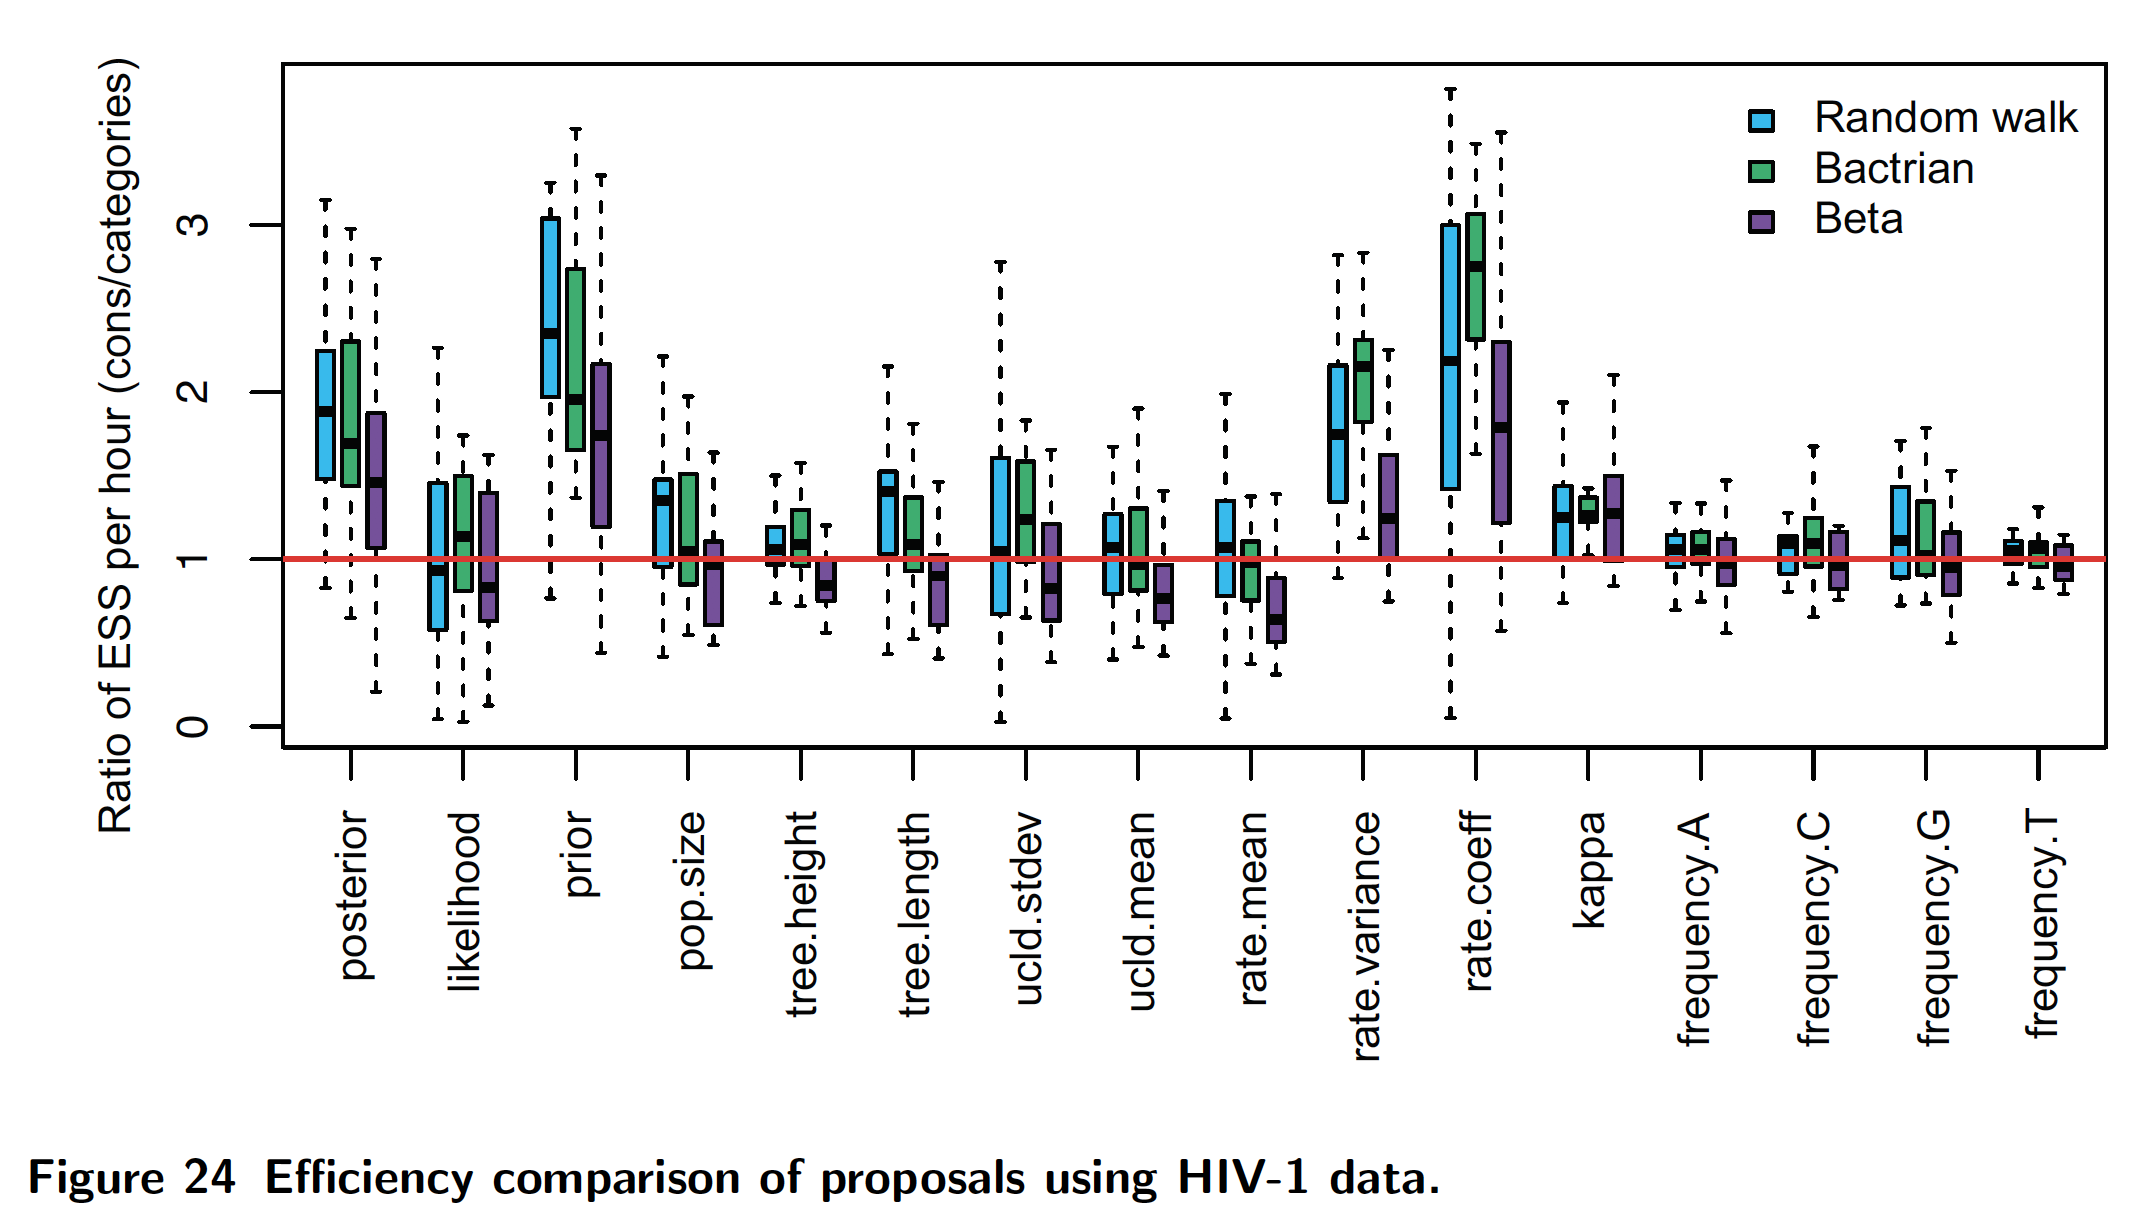 Ratio of ESS per hour (cons/categories)
3
2
1
0
Random walk
Bactrian
Beta
posterior
likelihood
prior
pop.size
tree.height
tree.length
ucld.stdev
ucld.mean
rate.mean
rate.variance
rate.coeff
kappa
frequency.A
frequency.C
frequency.G
frequency.T
Figure 24 Efficiency comparison of proposals using HIV-1 data.